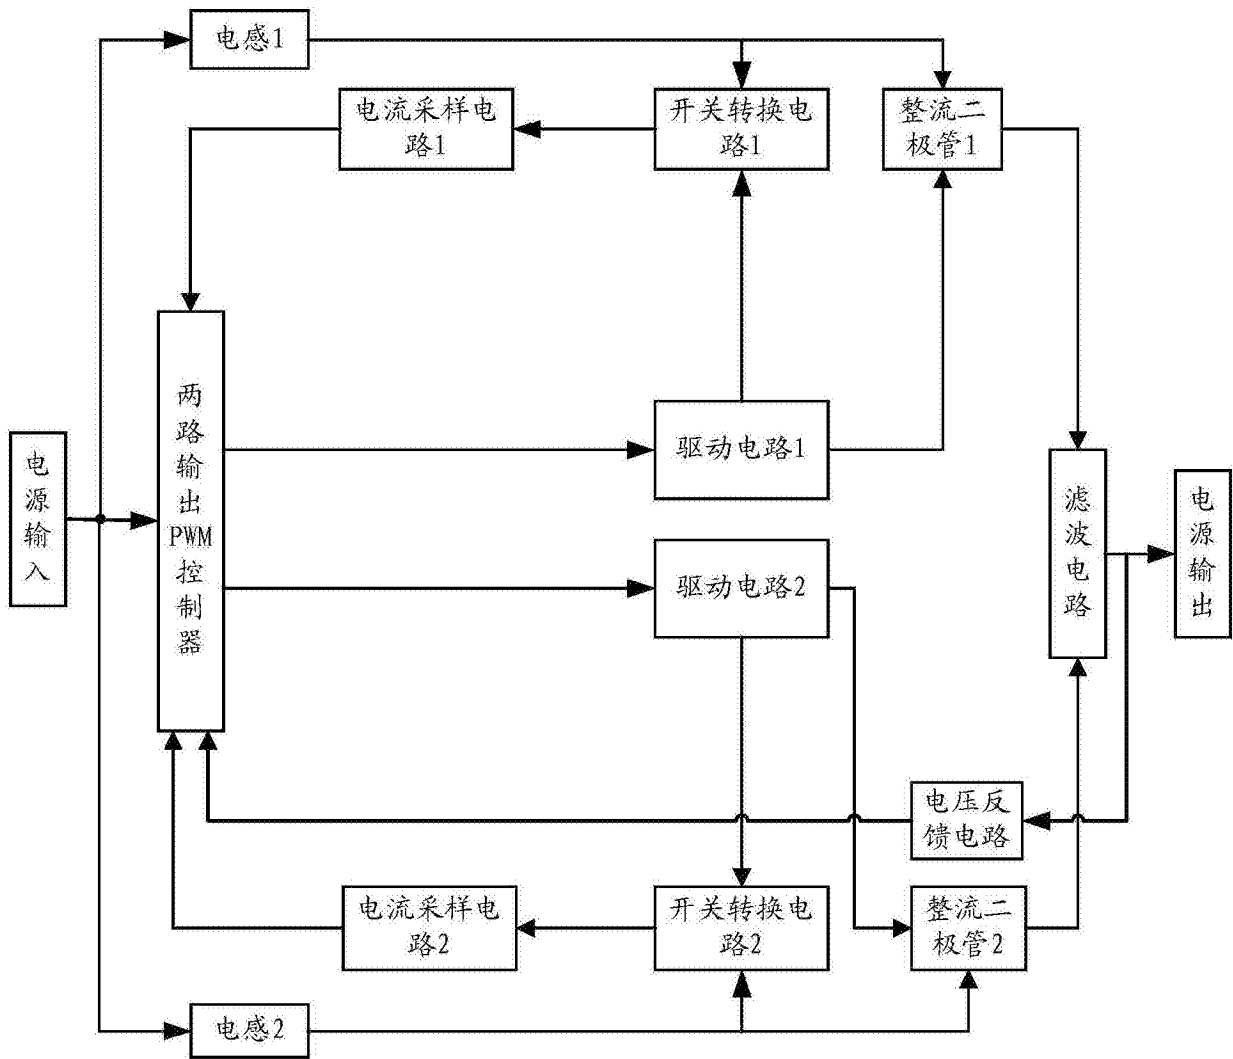 电感1
电流采样电
路1
开关转换电
路1
整流二
极管1
两
路
输
出
PWM
控
制
器
电
源
输
入
驱动电路1
驱动电路2
滤
波
电
路
电
源
输
出
电压反
馈电路
电流采样电
路2
开关转换电
路2
整流二
极管2
电感2